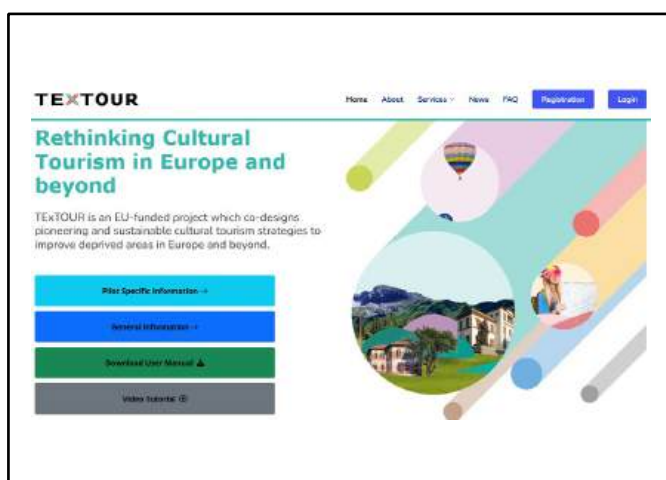 TExTOUR
Home About Services News FAQ Registration Login
Rethinking Cultural
Tourism in Europe and
beyond
TExTOUR is an EU-funded project which co-designs
pioneering and sustainable cultural tourism strategies to
improve deprived areas in Europe and beyond.
Pilot Specific Information →
General Information →
Download User Manual
Video Tutorial